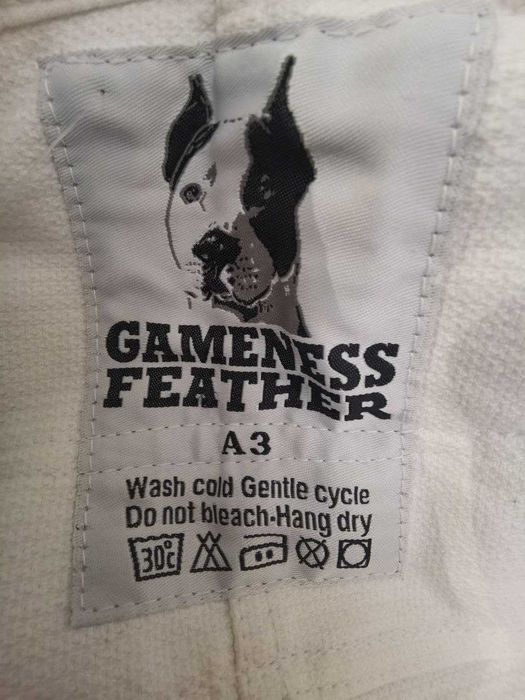 GAMENESS
FEATHER
A3
Wash cold Gentle cycle
Do not bleach-Hang dry
30°c